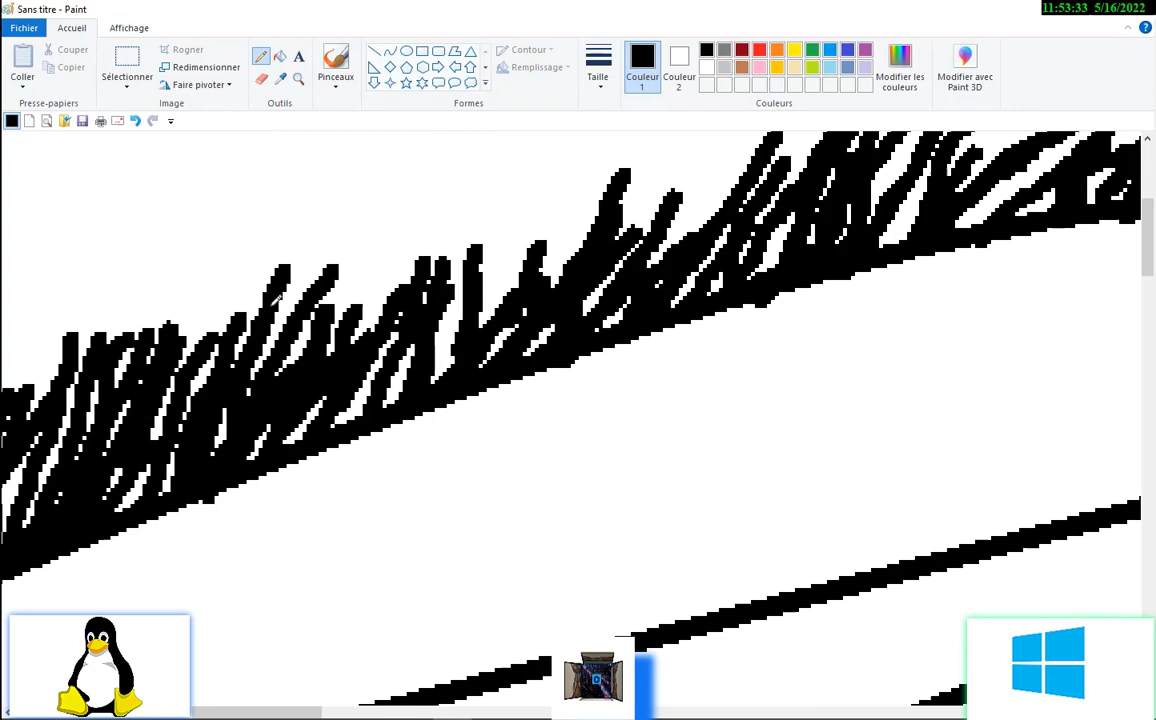 Sans titre - Paint
11:53:33 5/16/2022
Fichier Accueil Affichage
Coller
Couper
Copier
Presse-papiers
Sélectionner
Rogner
Redimensionner
Faire pivoter
Image
A
Outils
Pinceaux
Contour
Remplissage
Formes
Taille
Couleur
1
Couleur
2
Modifier les
couleurs
Couleurs
Modifier avec
Paint 3D